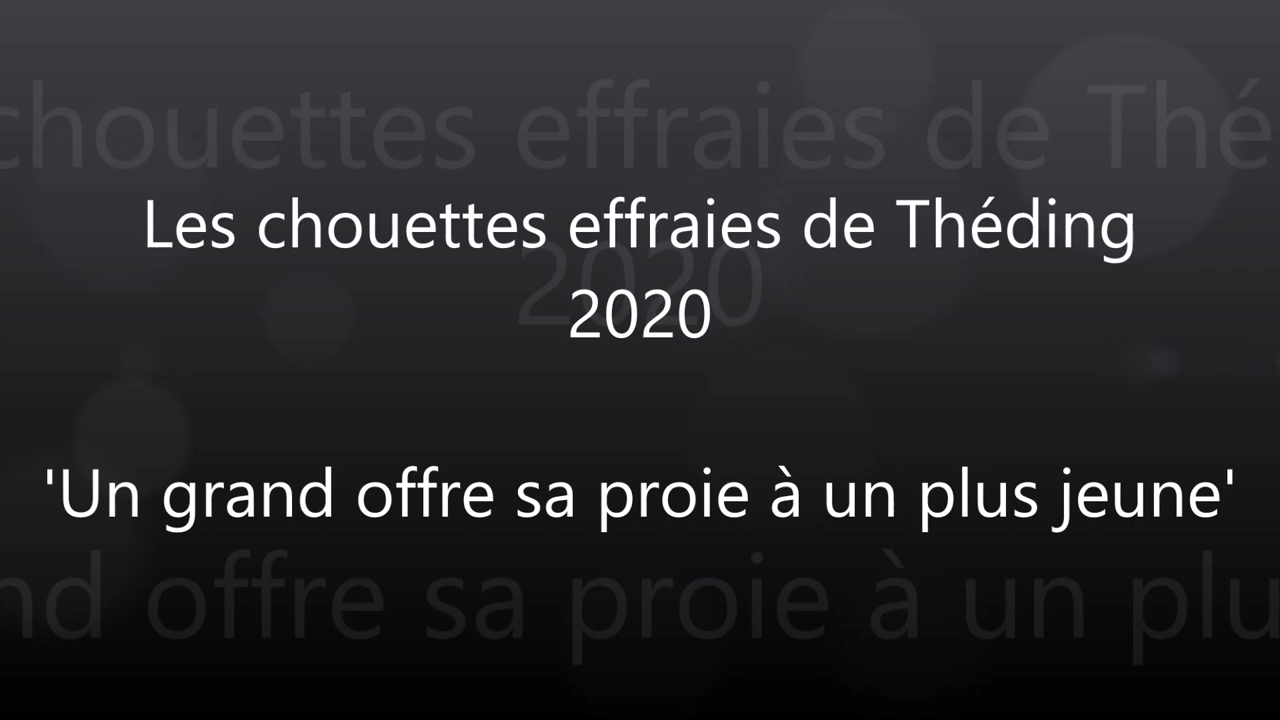 Les chouettes effraies de Théding
2020
'Un grand offre sa proie à un plus jeune'